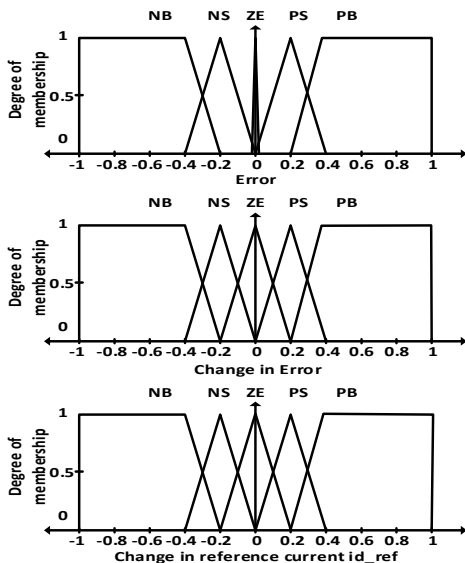 NB NS ZE PS PB
Degree of
membership
1
0.5
0
-1 -0.8 -0.6 -0.4 -0.2 0 0.2 0.4 0.6 0.8 1
Error
NB NS ZE PS PB
Degree of
membership
1
0.5
0
-1 -0.8 -0.6 -0.4 -0.2 0 0.2 0.4 0.6 0.8 1
Change in Error
NB NS ZE PS PB
Degree of
membership
1
0.5
0
-1 -0.8 -0.6 -0.4 -0.2 0 0.2 0.4 0.6 0.8 1
Change in reference current id_ref